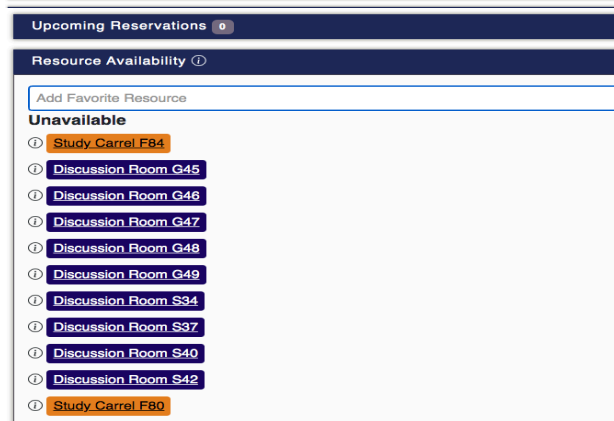 Upcoming Reservations 0
Resource Availability
Add Favorite Resource
Unavailable
Study Carrel F84
Discussion Room G45
Discussion Room G46
Discussion Room G47
Discussion Room G48
Discussion Room G49
Discussion Room S34
Discussion Room S37
Discussion Room S40
Discussion Room S42
Study Carrel F80